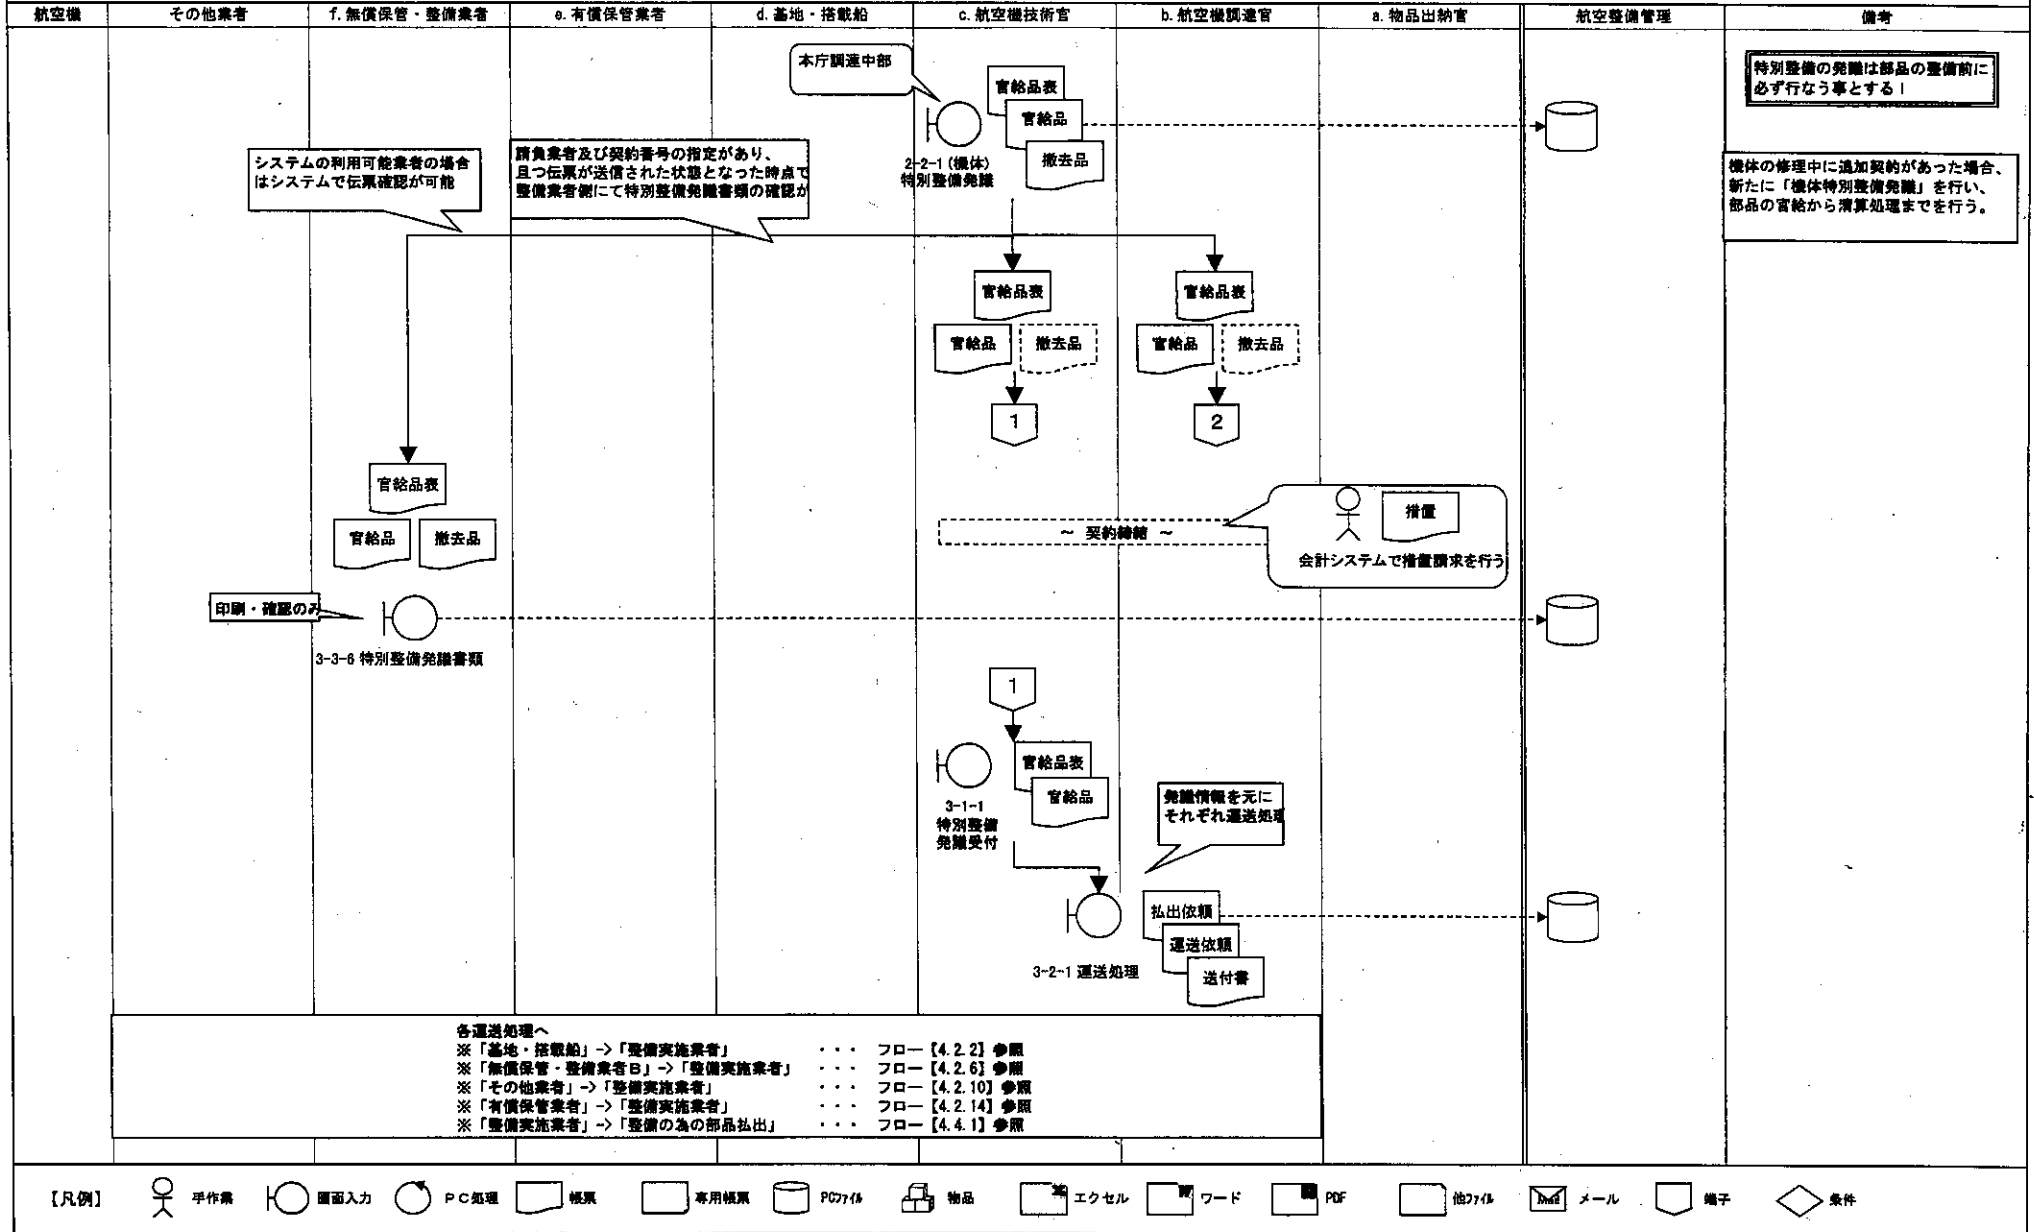 航空機
その他業者
f. 無償保管・整備業者
e. 有償保管業者
d. 基地・搭載船
c. 航空機技術官
b. 航空機調達官
a. 物品出納官
航空整備管理
備考
本庁調達中部
官給品表
官給品
撤去品
2-2-1 (機体)
特別整備発議
特別整備の発議は部品の整備前に
必ず行なう事とする！
システムの利用可能業者の場合
はシステムで伝票確認が可能
請負業者及び契約番号の指定があり、
且つ伝票が送信された状態となった時点で
整備業者側にて特別整備発議書類の確認が
機体の修理中に追加契約があった場合、
新たに「機体特別整備発議」を行い、
部品の官給から清算処理までを行う。
官給品表
官給品
撤去品
1
官給品表
官給品
撤去品
2
官給品表
官給品
撤去品
～ 契約締結 ～
措置
会計システムで措置請求を行う
印刷・確認のみ
3-3-6 特別整備発議書類
1
官給品表
官給品
3-1-1
特別整備
発議受付
発議情報を元に
それぞれ運送処理
払出依頼
運送依頼
送付書
3-2-1 運送処理
各運送処理へ
※「基地・搭載船」->「整備実施業者」 ・・・ フロー【4.2.2】参照
※「無償保管・整備業者B」->「整備実施業者」 ・・・ フロー【4.2.6】参照
※「その他業者」->「整備実施業者」 ・・・ フロー【4.2.10】参照
※「有償保管業者」->「整備実施業者」 ・・・ フロー【4.2.14】参照
※「整備実施業者」->「整備の為の部品払出」 ・・・ フロー【4.4.1】参照
【凡例】
手作業
画面入力
PC処理
帳票
専用帳票
PCﾌｧｲﾙ
物品
エクセル
ワード
PDF
他ﾌｧｲﾙ
メール
端子
条件